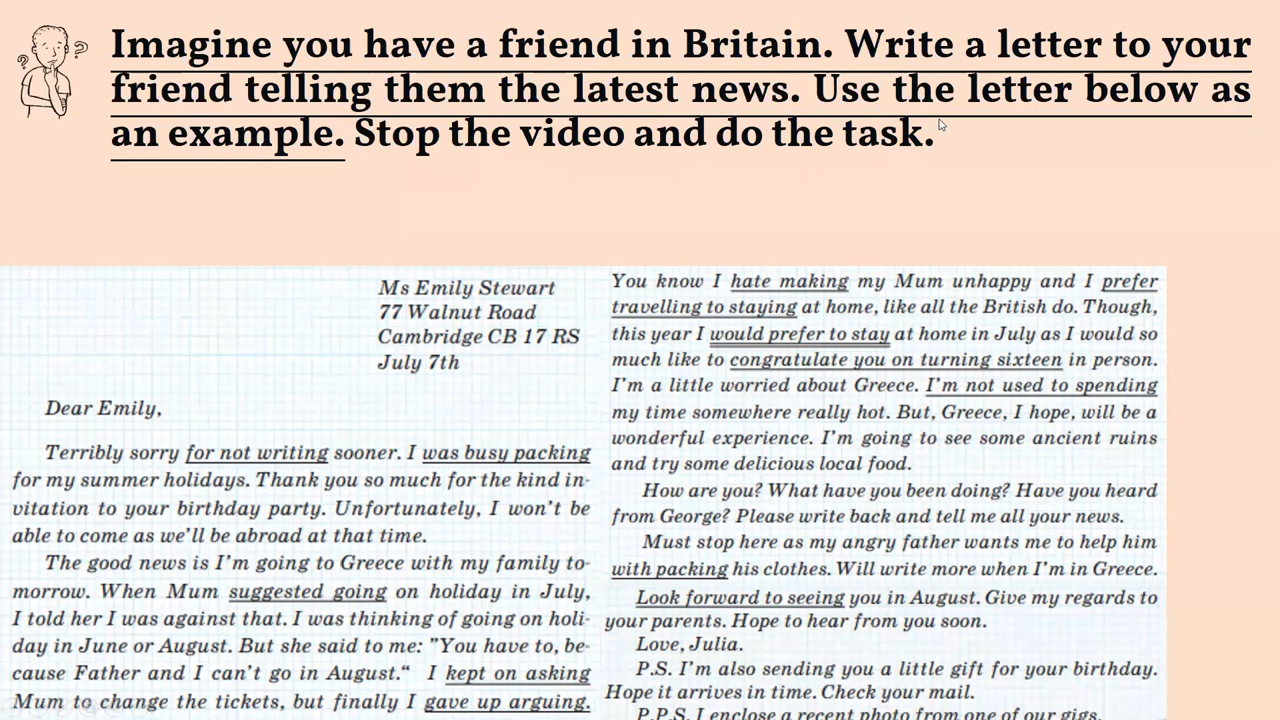 Imagine you have a friend in Britain. Write a letter to your
friend telling them the latest news. Use the letter below as
an example. Stop the video and do the task.
Ms Emily Stewart
77 Walnut Road
Cambridge CB 17 RS
July 7th
Dear Emily,
Terribly sorry for not writing sooner. I was busy packing
for my summer holidays. Thank you so much for the kind in-
vitation to your birthday party. Unfortunately, I won't be
able to come as we'll be abroad at that time.
The good news is I'm going to Greece with my family to-
morrow. When Mum suggested going on holiday in July,
I told her I was against that. I was thinking of going on holi-
day in June or August. But she said to me: "You have to, be-
cause Father and I can't go in August.“ I kept on asking
Mum to change the tickets, but finally I gave up arguing.
You know I hate making my Mum unhappy and I prefer
travelling to staying at home, like all the British do. Though,
this year I would prefer to stay at home in July as I would so
much like to congratulate you on turning sixteen in person.
I'm a little worried about Greece. I'm not used to spending
my time somewhere really hot. But, Greece, I hope, will be a
wonderful experience. I'm going to see some ancient ruins
and try some delicious local food.
How are you? What have you been doing? Have you heard
from George? Please write back and tell me all your news.
Must stop here as my angry father wants me to help him
with packing his clothes. Will write more when I'm in Greece.
Look forward to seeing you in August. Give my regards to
your parents. Hope to hear from you soon.
Love, Julia.
P.S. I'm also sending you a little gift for your birthday.
Hope it arrives in time. Check your mail.
P.P.S. I enclose a recent photo from one of our gigs.